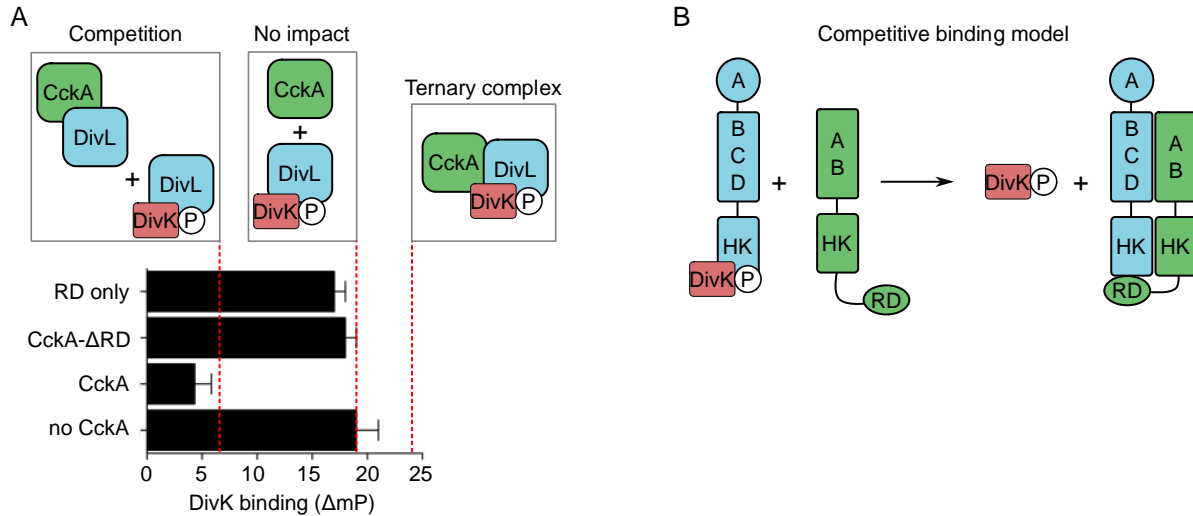 A
Competition
No impact
Ternary complex
CckA
DivL
+
DivL
DivK
P
CckA
+
DivL
DivK
P
CckA
DivL
DivK
P
RD only
CckA-ΔRD
CckA
no CckA
0
5
10
15
20
25
DivK binding (ΔmP)
B
Competitive binding model
A
B
C
D
HK
DivK
P
+
A
B
HK
RD
DivK
P
+
A
B
C
D
HK
A
B
HK
RD